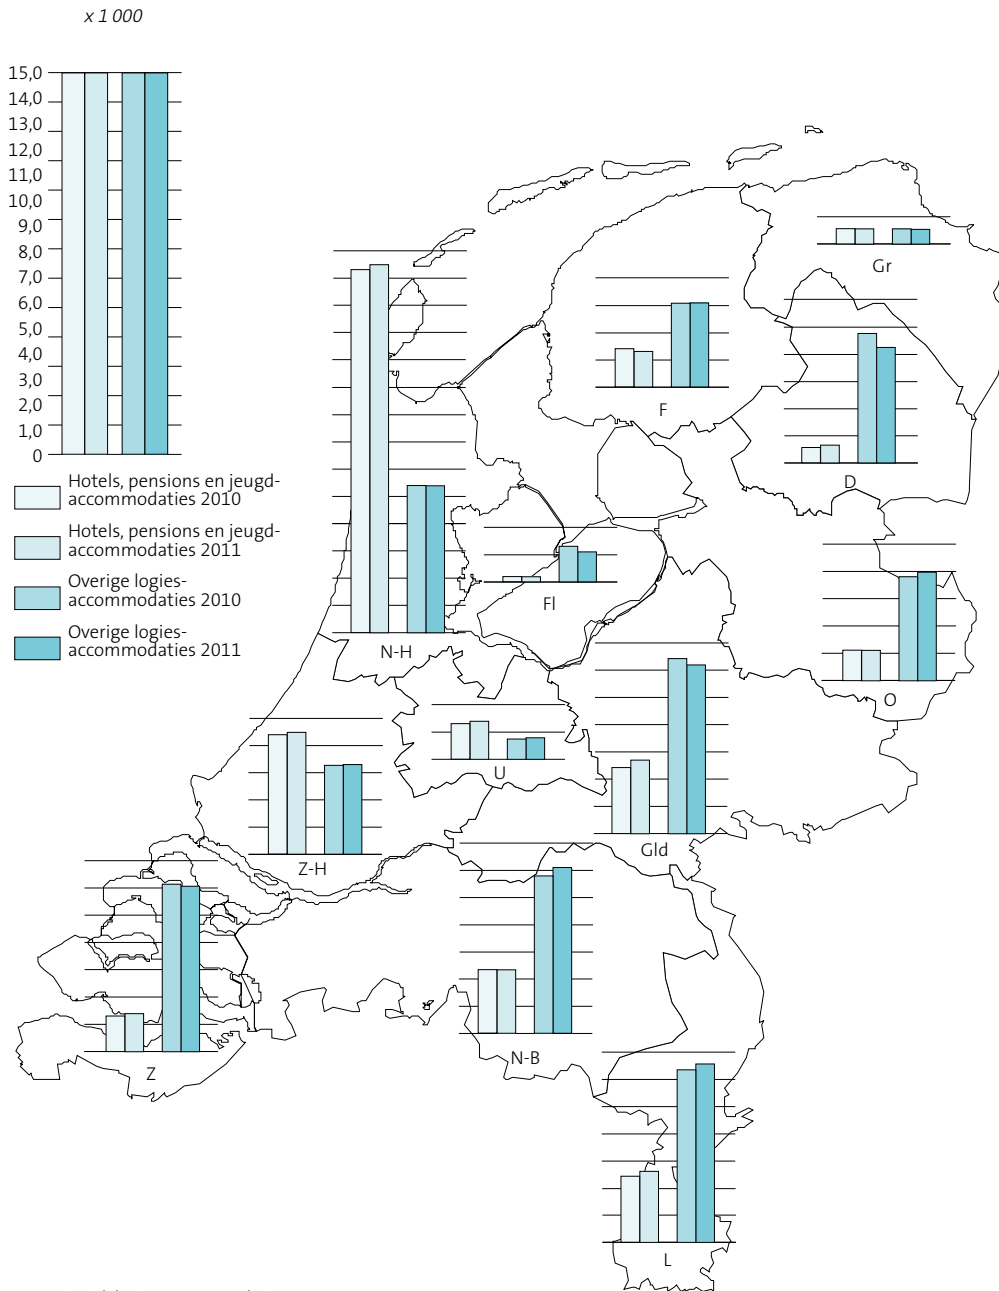 x 1 000
15,0
14,0
13,0
12,0
11,0
10,0
9,0
8,0
7,0
6,0
5,0
4,0
3,0
2,0
1,0
0
Hotels, pensions en jeugd-
accommodaties 2010
Hotels, pensions en jeugd-
accommodaties 2011
Overige logies-
accommodaties 2010
Overige logies-
accommodaties 2011
Gr
F
D
Fl
N-H
O
U
Gld
Z-H
N-B
Z
L